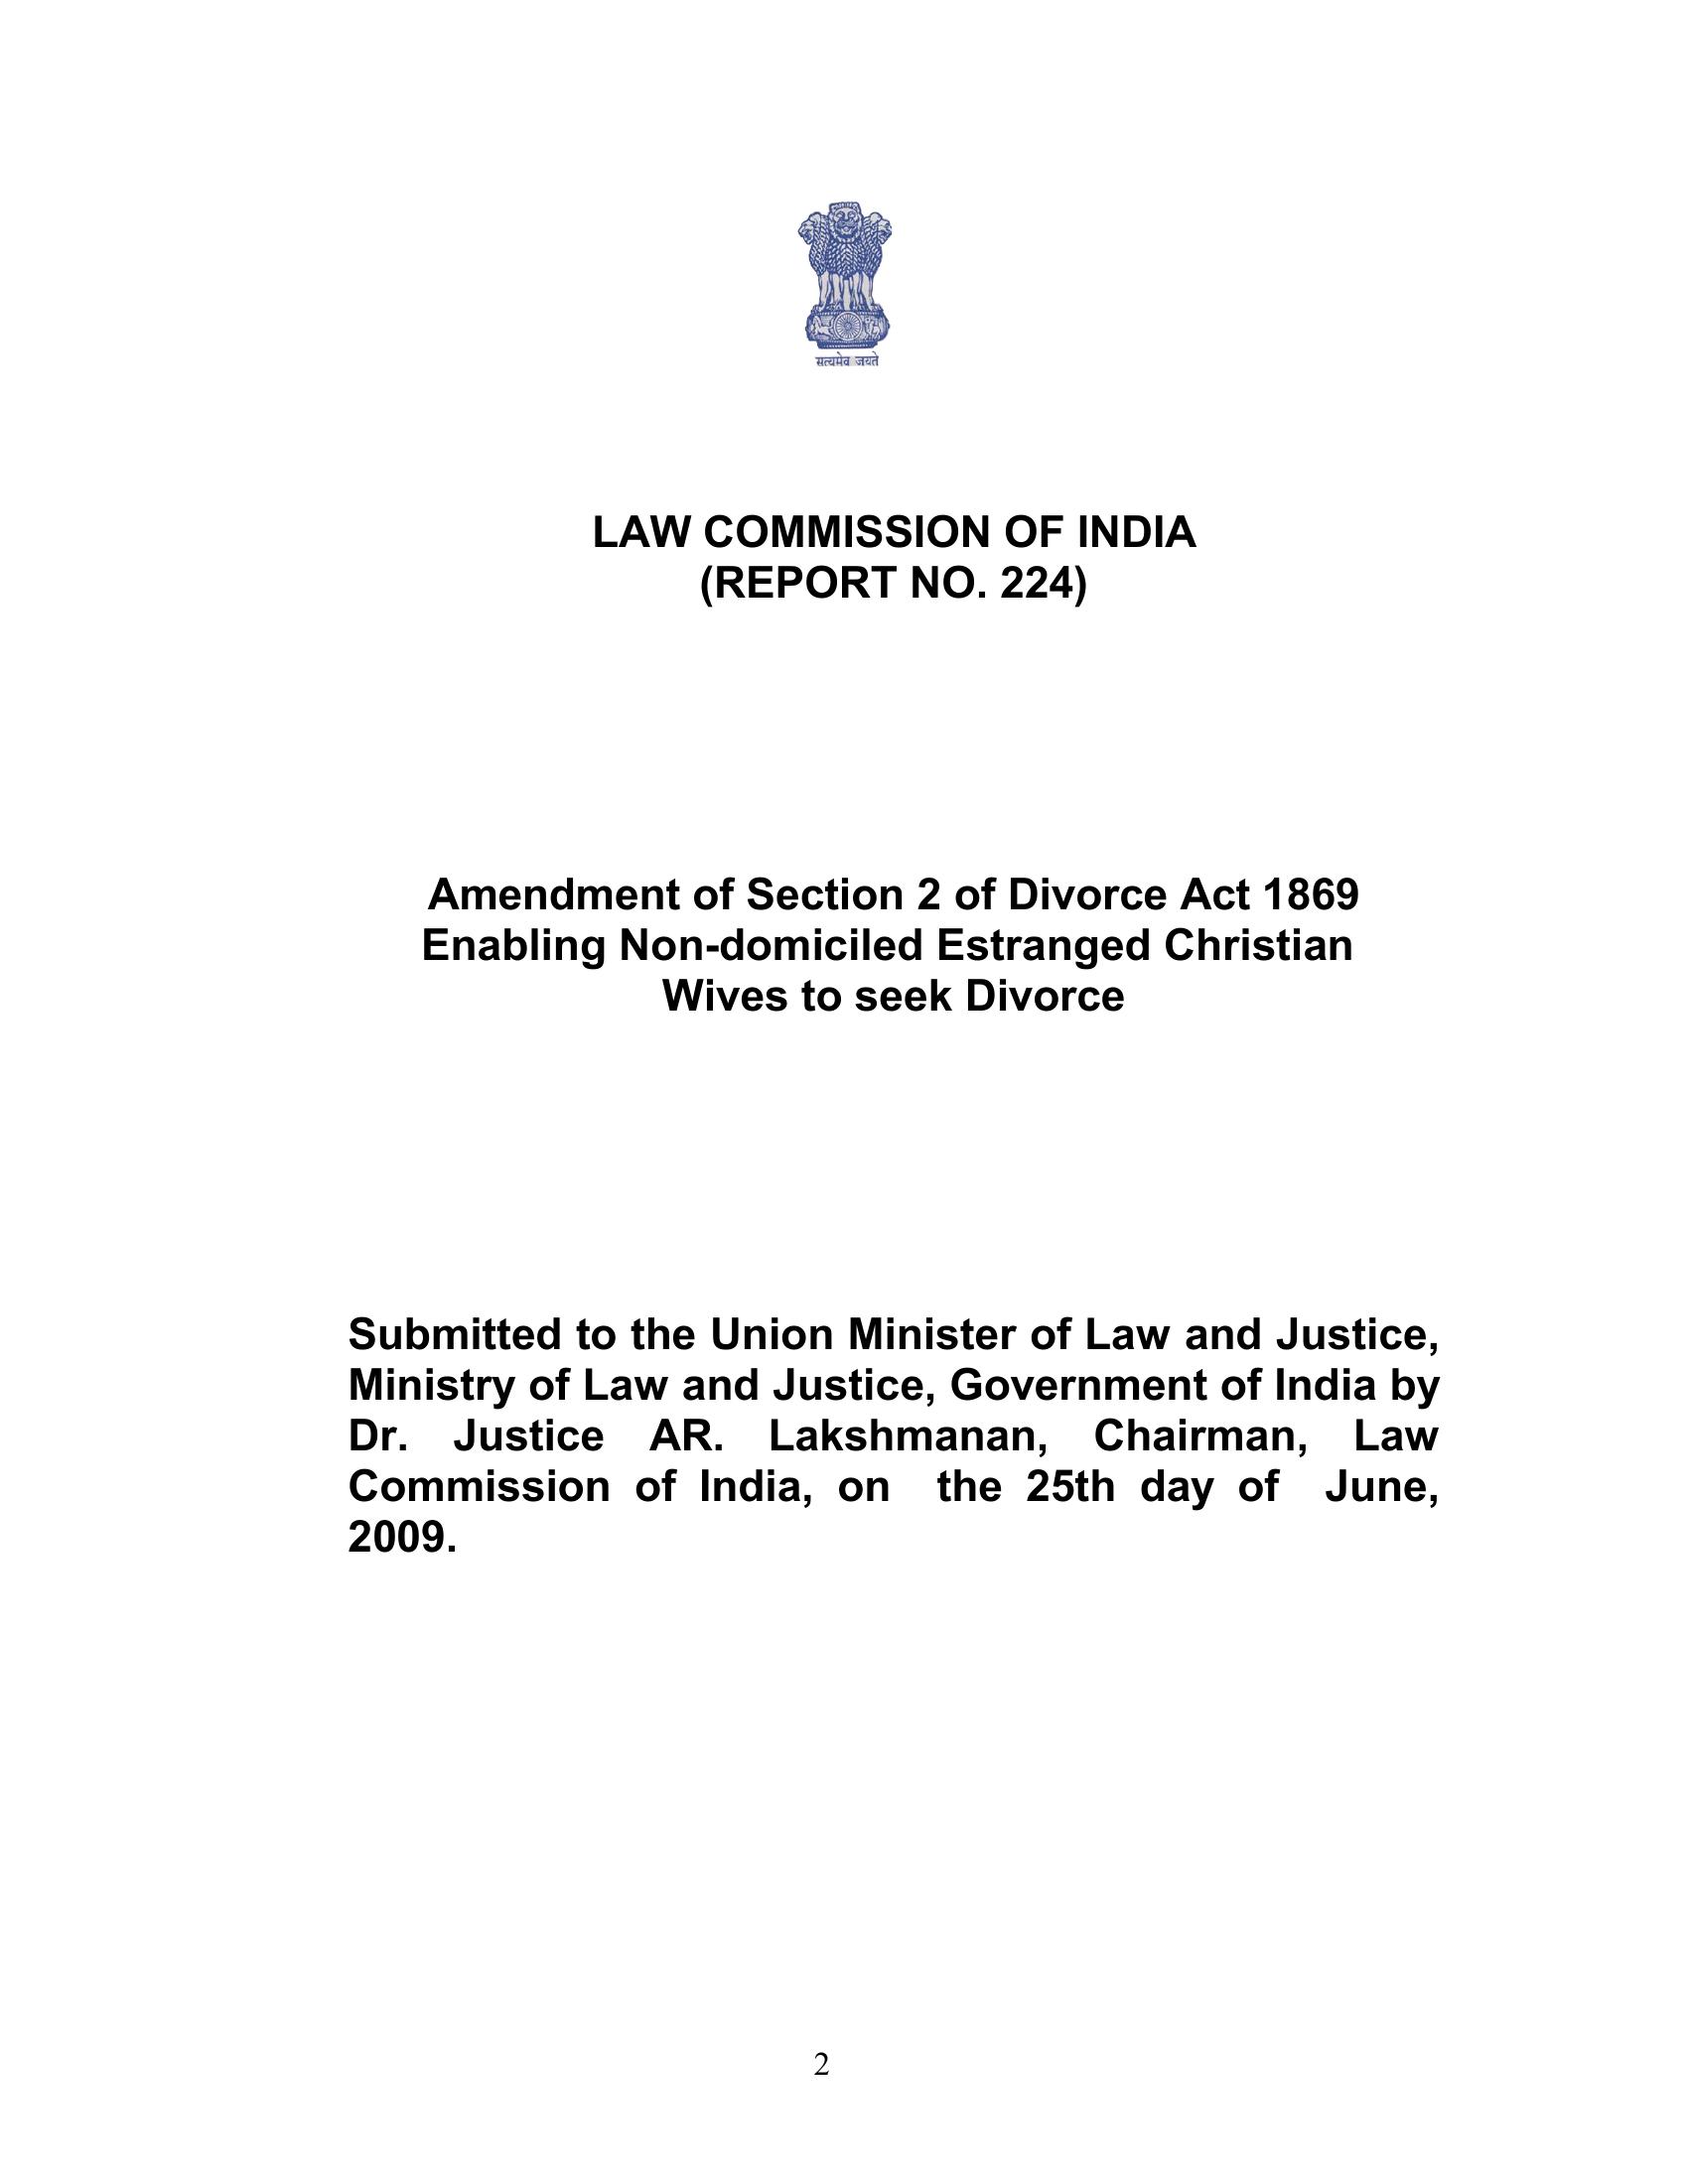 सत्यमेव जयते
LAW COMMISSION OF INDIA
(REPORT NO. 224)
Amendment of Section 2 of Divorce Act 1869
Enabling Non-domiciled Estranged Christian
Wives to seek Divorce
Submitted to the Union Minister of Law and Justice,
Ministry of Law and Justice, Government of India by
Dr. Justice AR. Lakshmanan, Chairman, Law
Commission of India, on the 25th day of June,
2009.
2